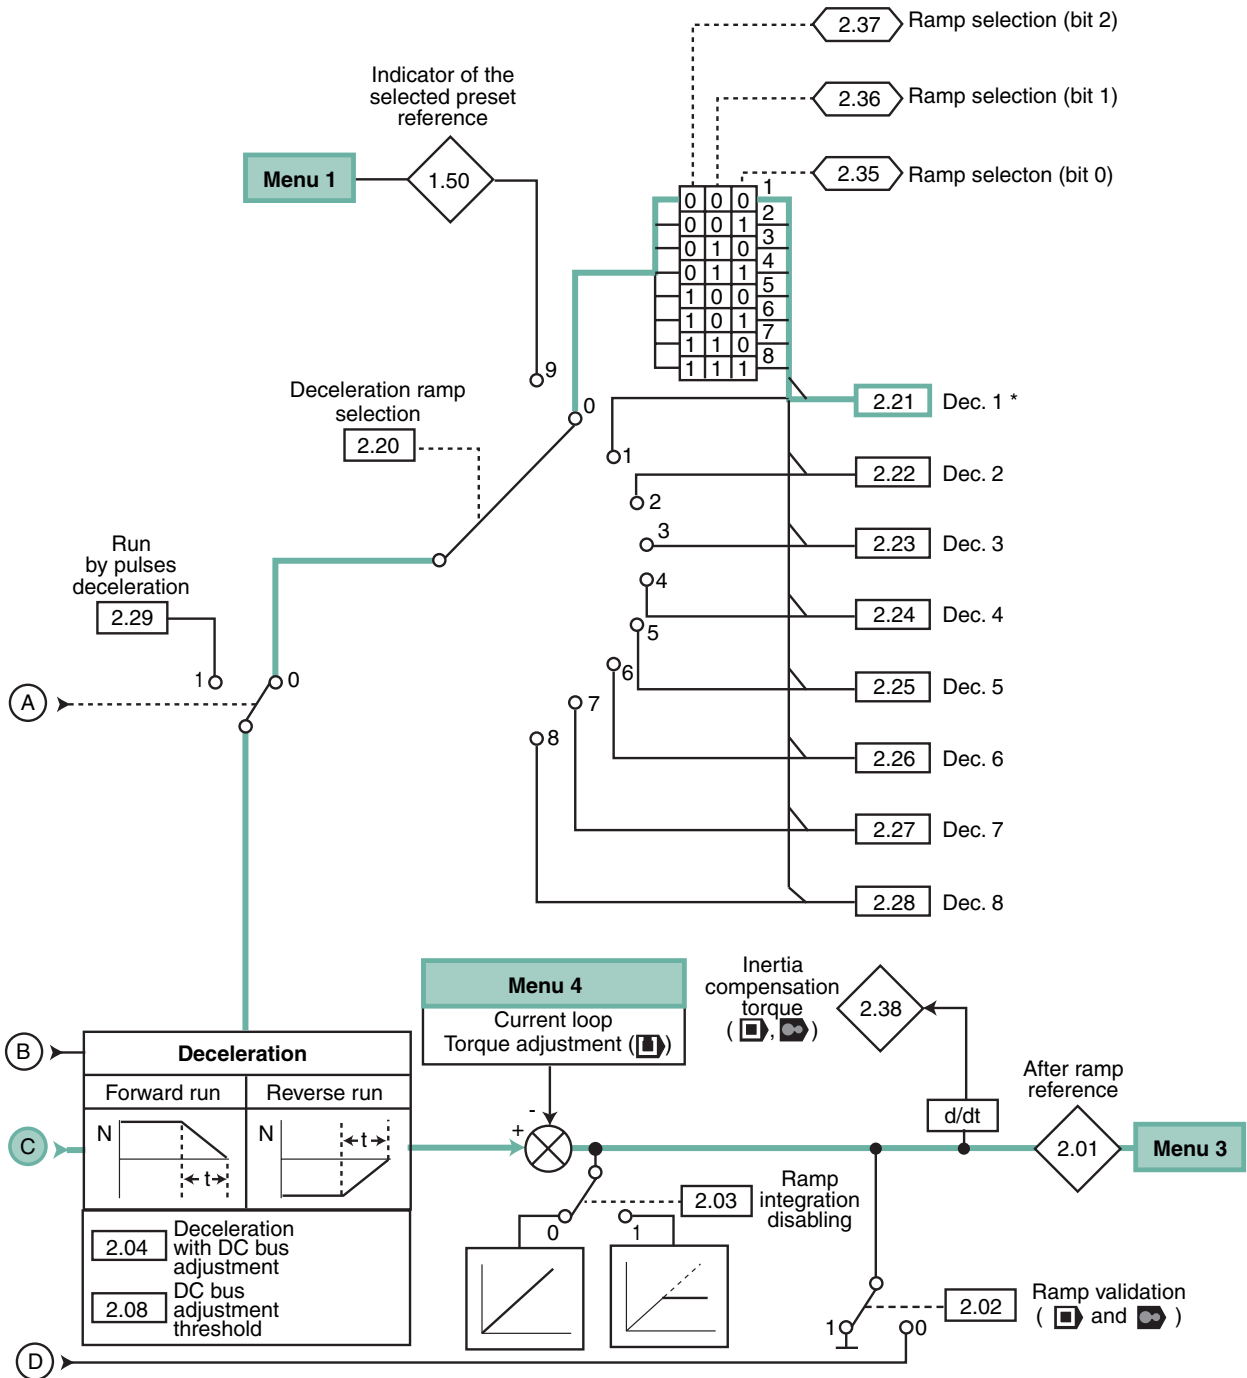 2.37 Ramp selection (bit 2)
Indicator of the
selected preset
reference
2.36 Ramp selection (bit 1)
Menu 1
1.50
2.35 Ramp selecton (bit 0)
0 0 0 1
0 0 1 2
0 1 0 3
0 1 1 4
1 0 0 5
1 0 1 6
1 1 0 7
1 1 1 8
9
0
Deceleration ramp
selection
2.20
2.21 Dec. 1 *
1
2.22 Dec. 2
2
3
2.23 Dec. 3
Run
by pulses
deceleration
2.29
4
2.24 Dec. 4
5
6
2.25 Dec. 5
1 0
A
7
8
2.26 Dec. 6
2.27 Dec. 7
2.28 Dec. 8
Menu 4
Current loop
Torque adjustment ( )
Inertia
compensation
torque
( , )
2.38
B
Deceleration
Forward run Reverse run
C
N t
N t
- +
d/dt
After ramp
reference
2.01
Menu 3
2.03
Ramp
integration
disabling
0 1
2.04
Deceleration
with DC bus
adjustment
2.08
DC bus
adjustment
threshold
2.02
Ramp validation
( and )
1 0
D